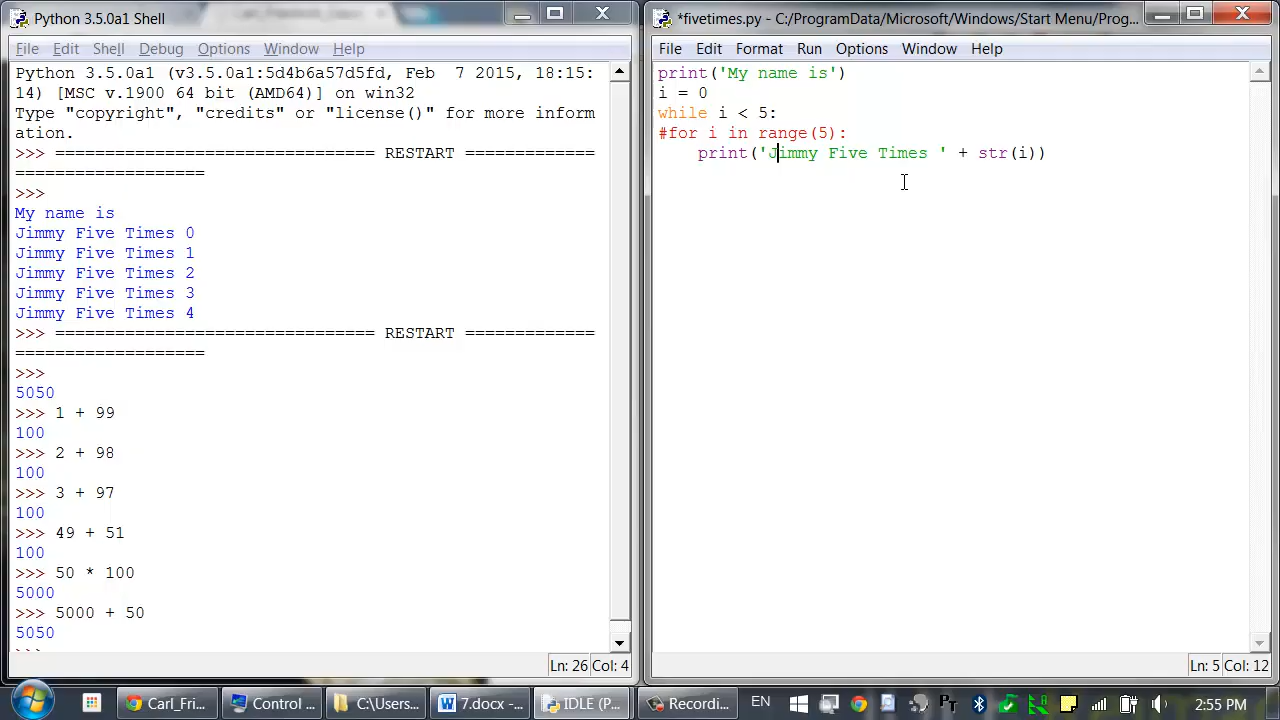 Python 3.5.0a1 Shell
File Edit Shell Debug Options Window Help
Python 3.5.0a1 (v3.5.0a1:5d4b6a57d5fd, Feb  7 2015, 18:15:
14) [MSC v.1900 64 bit (AMD64)] on win32
Type "copyright", "credits" or "license()" for more inform
ation.
>>> ================================ RESTART =============
===================
>>>
My name is
Jimmy Five Times 0
Jimmy Five Times 1
Jimmy Five Times 2
Jimmy Five Times 3
Jimmy Five Times 4
>>> ================================ RESTART =============
===================
>>>
5050
>>> 1 + 99
100
>>> 2 + 98
100
>>> 3 + 97
100
>>> 49 + 51
100
>>> 50 * 100
5000
>>> 5000 + 50
5050
Ln: 26 Col: 4
*fivetimes.py - C:/ProgramData/Microsoft/Windows/Start Menu/Prog...
File Edit Format Run Options Window Help
print('My name is')
i = 0
while i < 5:
#for i in range(5):
    print('Jimmy Five Times ' + str(i))
Ln: 5 Col: 12
Carl_Fri...
Control ...
C:\Users...
7.docx -...
IDLE (P...
Recordi...
EN
2:55 PM